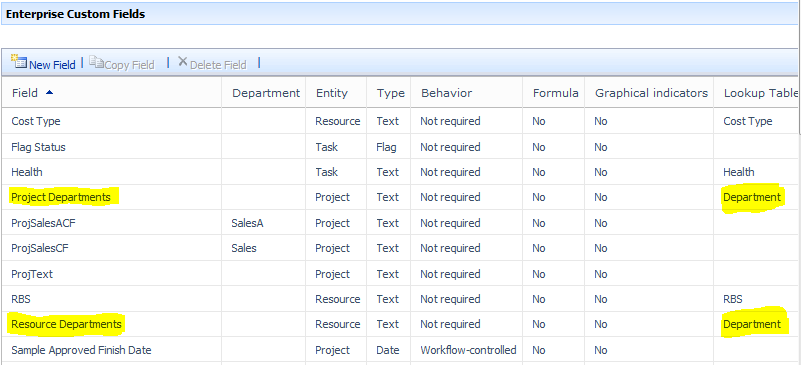 Enterprise Custom Fields
New Field | Copy Field | Delete Field |
Field Department Entity Type Behavior Formula Graphical indicators Lookup Table
Cost Type Resource Text Not required No No Cost Type
Flag Status Task Flag Not required No No
Health Task Text Not required No No Health
Project Departments Project Text Not required No No Department
ProjSalesACF SalesA Project Text Not required No No
ProjSalesCF Sales Project Text Not required No No
ProjText Project Text Not required No No
RBS Resource Text Not required No No RBS
Resource Departments Resource Text Not required No No Department
Sample Approved Finish Date Project Date Workflow-controlled No No